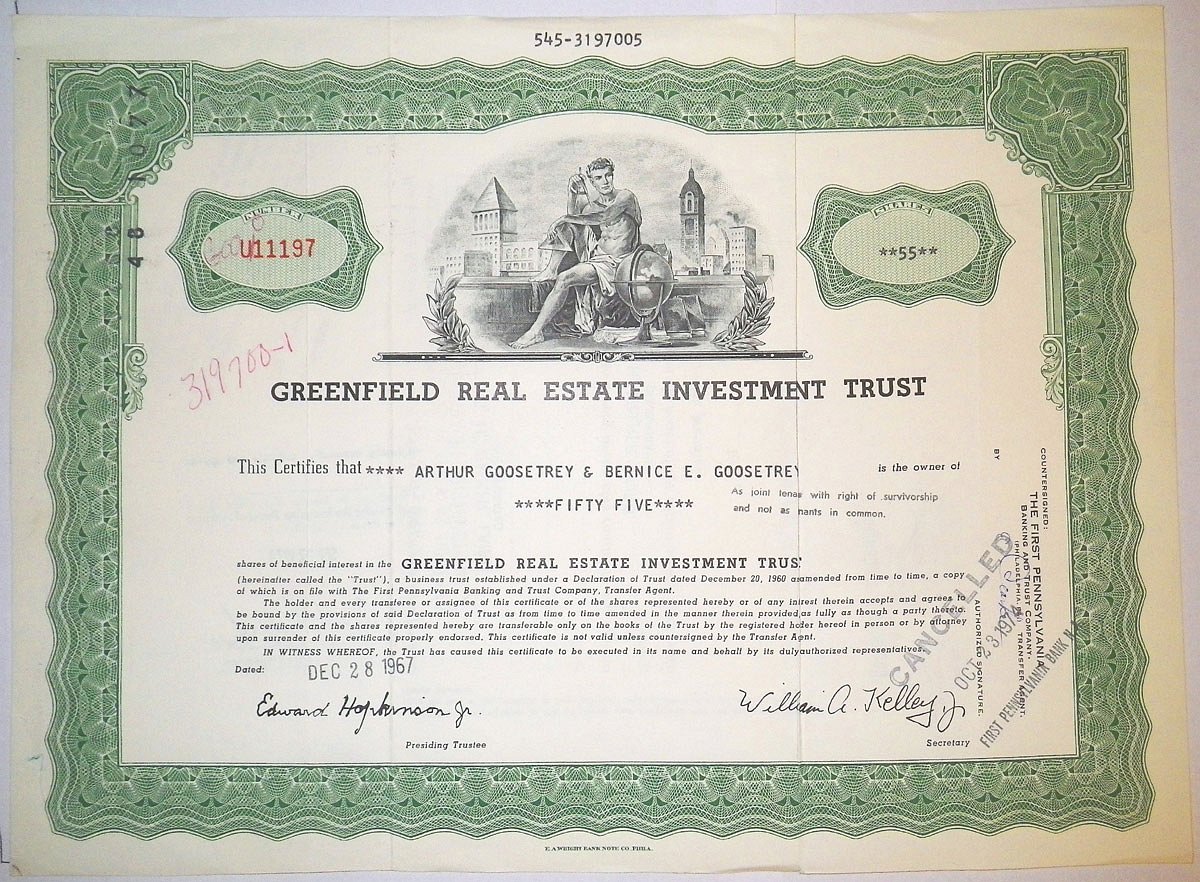 545-3197005
NUMBER
U11197
SHARES
**55**
319700-1
GREENFIELD REAL ESTATE INVESTMENT TRUST
This Certifies that **** ARTHUR GOOSETREY & BERNICE E. GOOSETREY is the owner of
****FIFTY FIVE****
As joint tenas with right of survivorship
and not as nants in common.
shares of beneficial interest in the GREENFIELD REAL ESTATE INVESTMENT TRUS
(hereinafter called the "Trust"), a business trust established under a Declaration of Trust dated December 20, 1960 as amended from time to time, a copy
of which is on file with The First Pennsylvania Banking and Trust Company, Transfer Agent.
The holder and every transferee or assignee of this certificate or of the shares represented hereby or of any interest therein accepts and agrees to
be bound by the provisions of said Declaration of Trust as from time to time amended in the manner therein provided as fully as though a party thereto.
This certificate and the shares represented hereby are transferable only on the books of the Trust by the registered holder hereof in person or by attorney
upon surrender of this certificate properly endorsed. This certificate is not valid unless countersigned by the Transfer Agent.
IN WITNESS WHEREOF, the Trust has caused this certificate to be executed in its name and behalf by its duly authorized representatives.
Dated: DEC 28 1967
Edward Hopkinson Jr.
William A. Kelley, Jr
Presiding Trustee
Secretary
COUNTERSIGNED:
THE FIRST PENNSYLVANIA
BANKING AND TRUST COMPANY,
(PHILADELPHIA, PA.) TRANSFER AGENT.
BY
AUTHORIZED SIGNATURE.
CANCELLED
OCT 23 1974
FIRST PENNSYLVANIA BANK N.A.
E. A. WRIGHT BANK NOTE CO. PHILA.